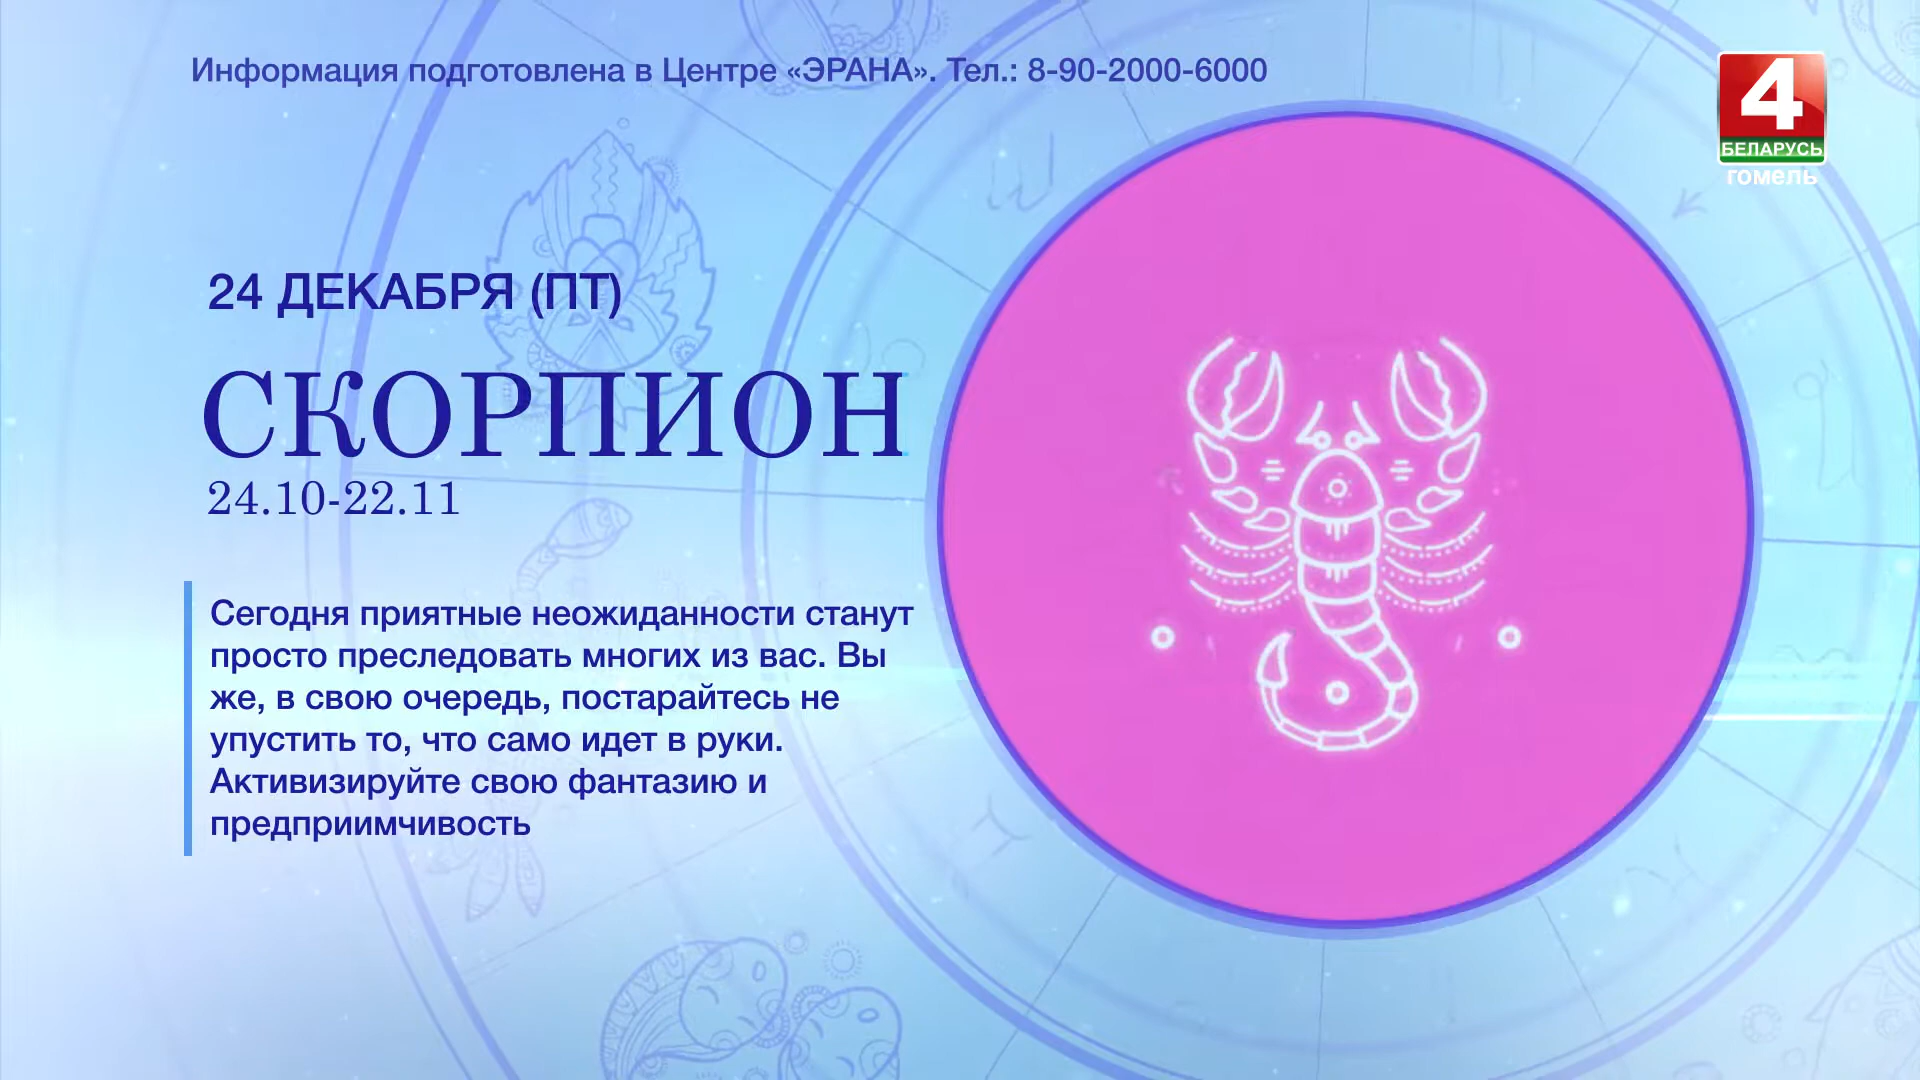 Информация подготовлена в Центре «ЭРАНА». Тел.: 8-90-2000-6000
4
БЕЛАРУСЬ
гомель
24 ДЕКАБРЯ (ПТ)
СКОРПИОН
24.10-22.11
Сегодня приятные неожиданности станут
просто преследовать многих из вас. Вы
же, в свою очередь, постарайтесь не
упустить то, что само идет в руки.
Активизируйте свою фантазию и
предприимчивость